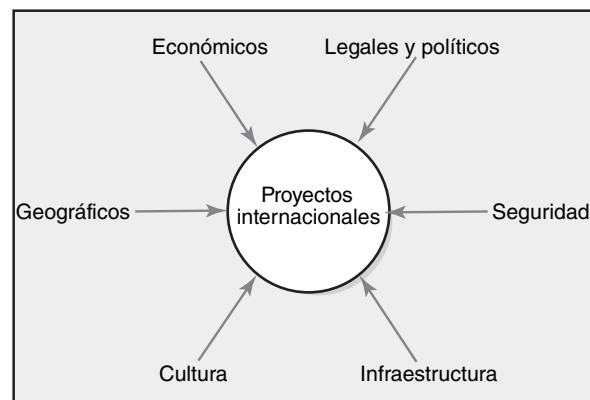 Económicos
Legales y políticos
Geográficos
Proyectos
internacionales
Seguridad
Cultura
Infraestructura